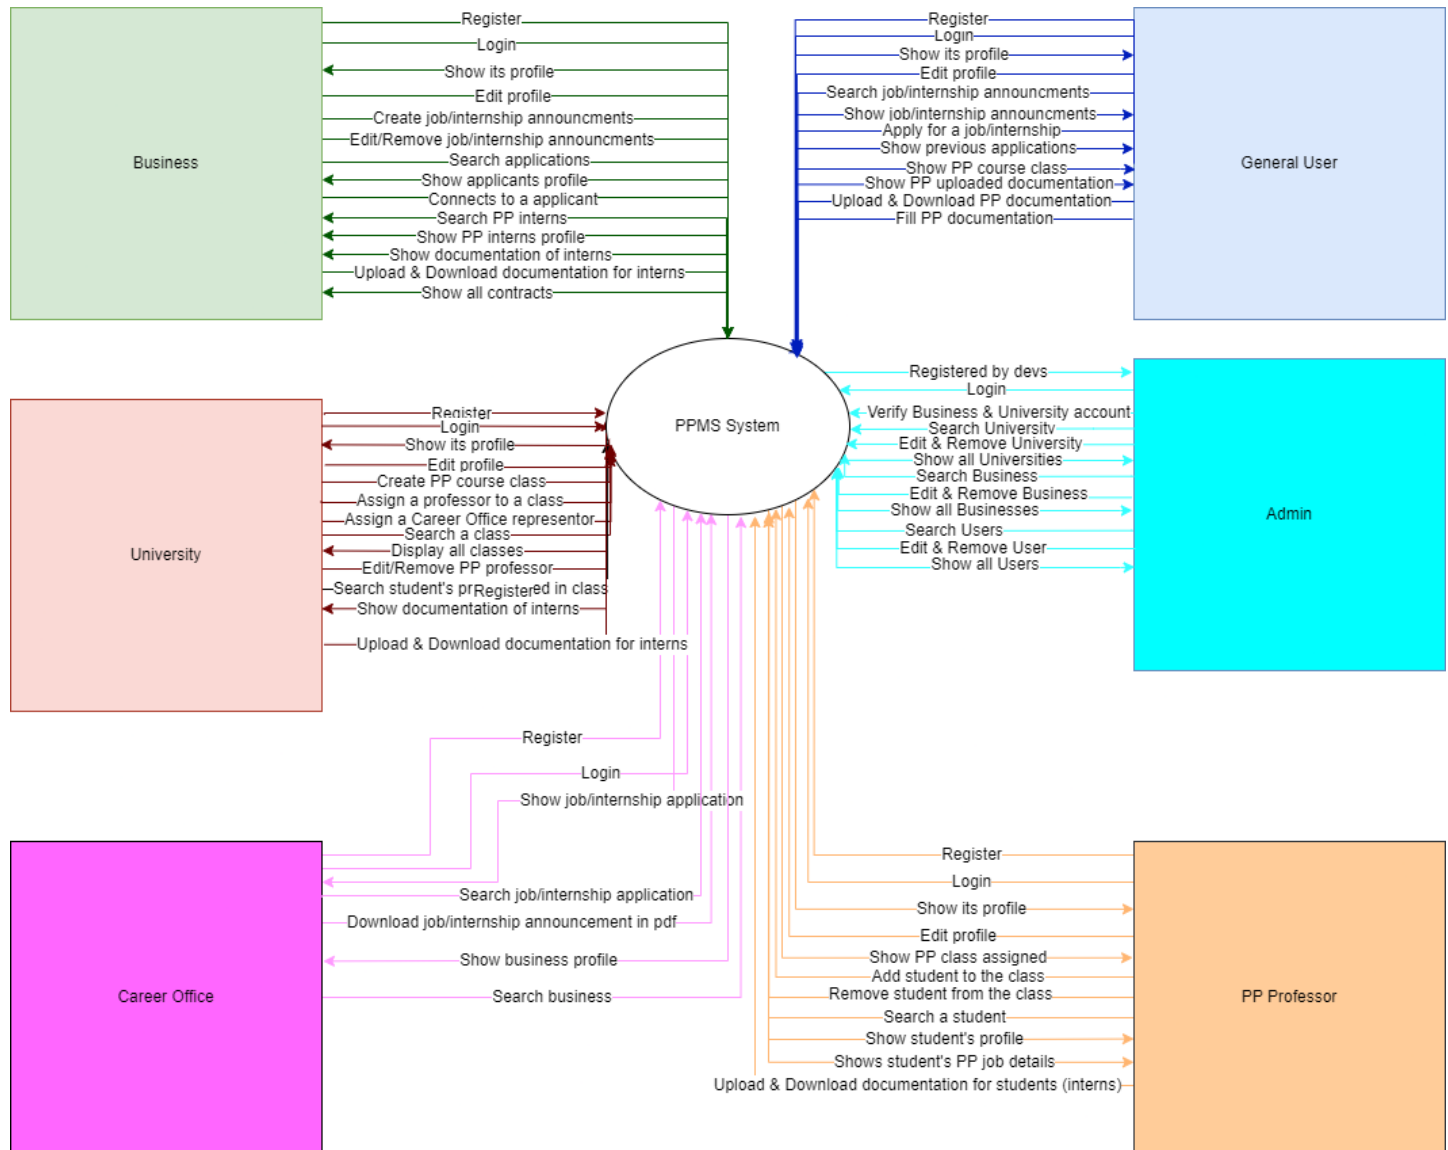 Register
Login
Show its profile
Edit profile
Create job/internship announcments
Edit/Remove job/internship announcments
Search applications
Show applicants profile
Connects to a applicant
Search PP interns
Show PP interns profile
Show documentation of interns
Upload & Download documentation for interns
Show all contracts
Business
Register
Login
Show its profile
Edit profile
Search job/internship announcments
Show job/internship announcments
Apply for a job/internship
Show previous applications
Show PP course class
Show PP uploaded documentation
Upload & Download PP documentation
Fill PP documentation
General User
PPMS System
Registered by devs
Login
Verify Business & University account
Search University
Edit & Remove University
Show all Universities
Search Business
Edit & Remove Business
Show all Businesses
Search Users
Edit & Remove User
Show all Users
Admin
Register
Login
Show its profile
Edit profile
Create PP course class
Assign a professor to a class
Assign a Career Office representor
Search a class
Display all classes
Edit/Remove PP professor
Search student's pr
Register
ed in class
Show documentation of interns
Upload & Download documentation for interns
University
Register
Login
Show job/internship application
Search job/internship application
Download job/internship announcement in pdf
Show business profile
Search business
Career Office
Register
Login
Show its profile
Edit profile
Show PP class assigned
Add student to the class
Remove student from the class
Search a student
Show student's profile
Shows student's PP job details
Upload & Download documentation for students (interns)
PP Professor